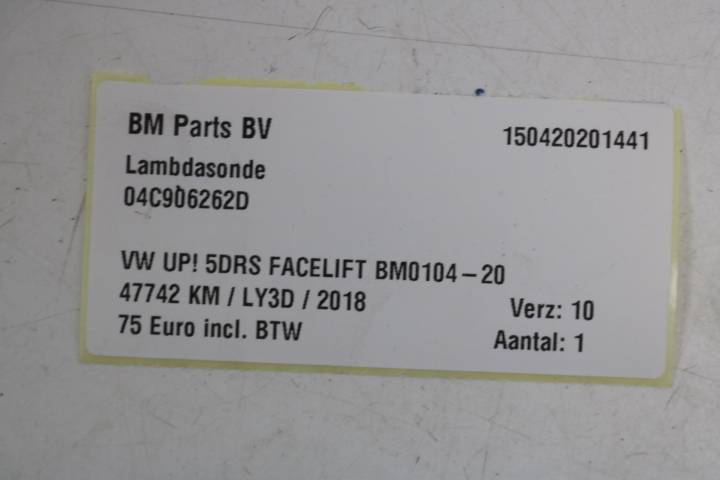 BM Parts BV
150420201441
Lambdasonde
04C906262D
VW UP! 5DRS FACELIFT BM0104-20
47742 KM / LY3D / 2018
Verz: 10
75 Euro incl. BTW
Aantal: 1